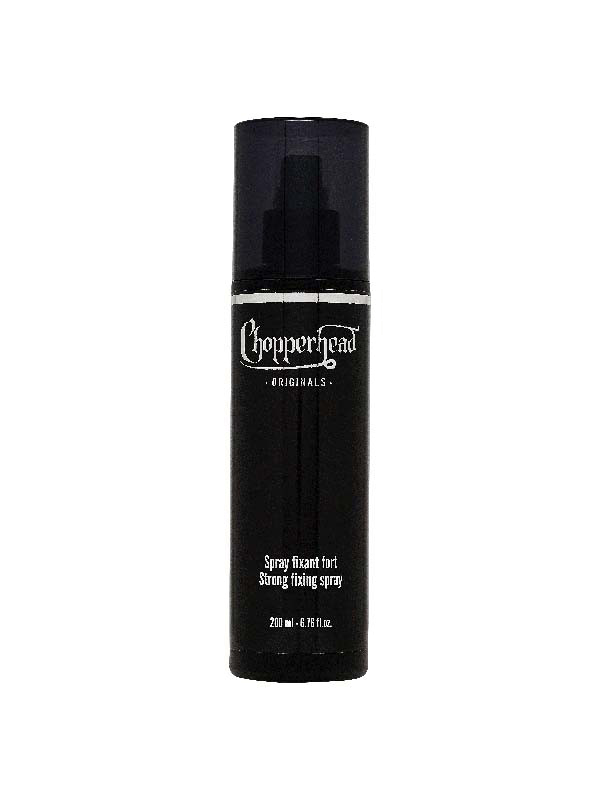 Chopperhead
· ORIGINALS ·
Spray fixant fort
Strong fixing spray
200 ml - 6.76 fl.oz.